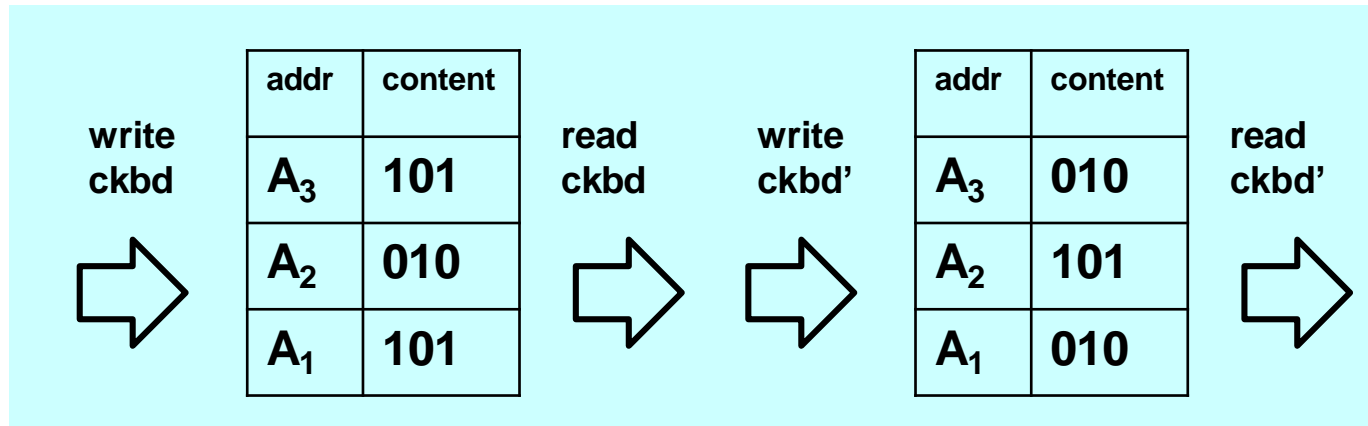 write
ckbd
addr content
A₃ 101
A₂ 010
A₁ 101
read
ckbd
write
ckbd’
addr content
A₃ 010
A₂ 101
A₁ 010
read
ckbd’